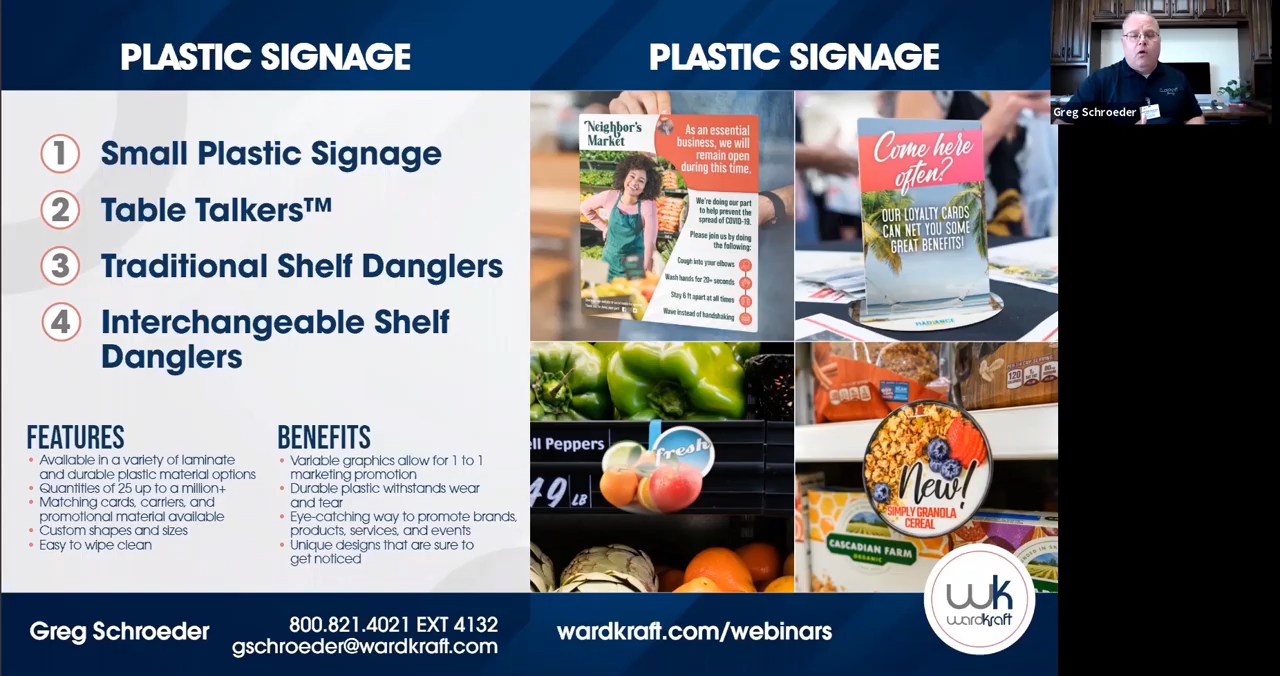 PLASTIC SIGNAGE
1 Small Plastic Signage
2 Table Talkers™
3 Traditional Shelf Danglers
4 Interchangeable Shelf
Danglers
FEATURES
• Available in a variety of laminate
and durable plastic material options
• Quantities of 25 up to a million+
• Matching cards, carriers, and
promotional material available
• Custom shapes and sizes
• Easy to wipe clean
BENEFITS
• Variable graphics allow for 1 to 1
marketing promotion
• Durable plastic withstands wear
and tear
• Eye-catching way to promote brands,
products, services, and events
• Unique designs that are sure to
get noticed
PLASTIC SIGNAGE
Neighbor's
Market
As an essential
business, we will
remain open
during this time.
We're doing our part
to help prevent the
spread of COVID-19.
Please join us by doing
the following:
Cough into your elbows
Wash hands for 20+ seconds
Stay 6 ft apart at all times
Wave instead of handshaking
Come here
often?
OUR LOYALTY CARDS
CAN NET YOU SOME
GREAT BENEFITS!
RADIANCE
ll Peppers
fresh
49 LB
120
New!
SIMPLY GRANOLA
CEREAL
CASCADIAN FARM
ORGANIC
Greg Schroeder
800.821.4021 EXT 4132
gschroeder@wardkraft.com
wardkraft.com/webinars
wk
wardkraft
Greg Schroeder